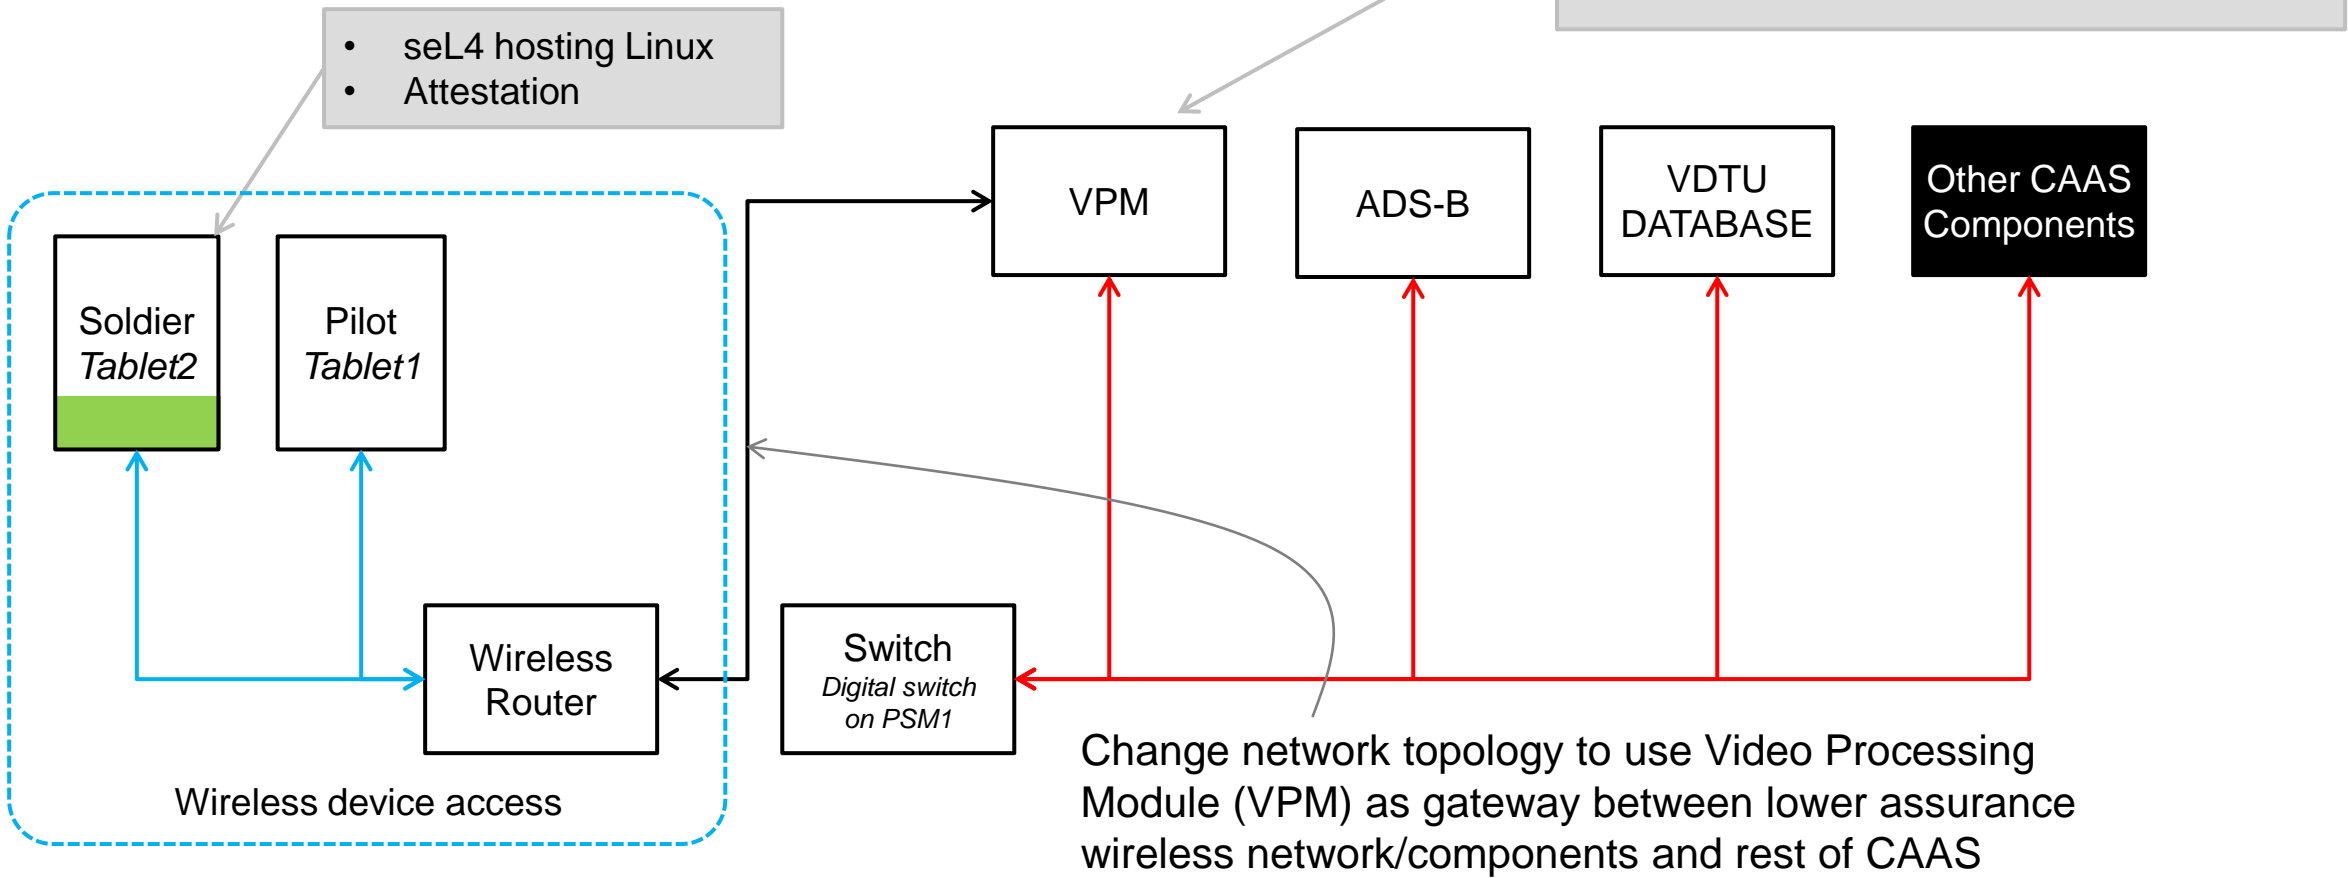 • seL4 hosting Linux
• Attestation
VPM
ADS-B
VDTU
DATABASE
Other CAAS
Components
Soldier
Tablet2
Pilot
Tablet1
Wireless
Router
Switch
Digital switch
on PSM1
Wireless device access
Change network topology to use Video Processing
Module (VPM) as gateway between lower assurance
wireless network/components and rest of CAAS